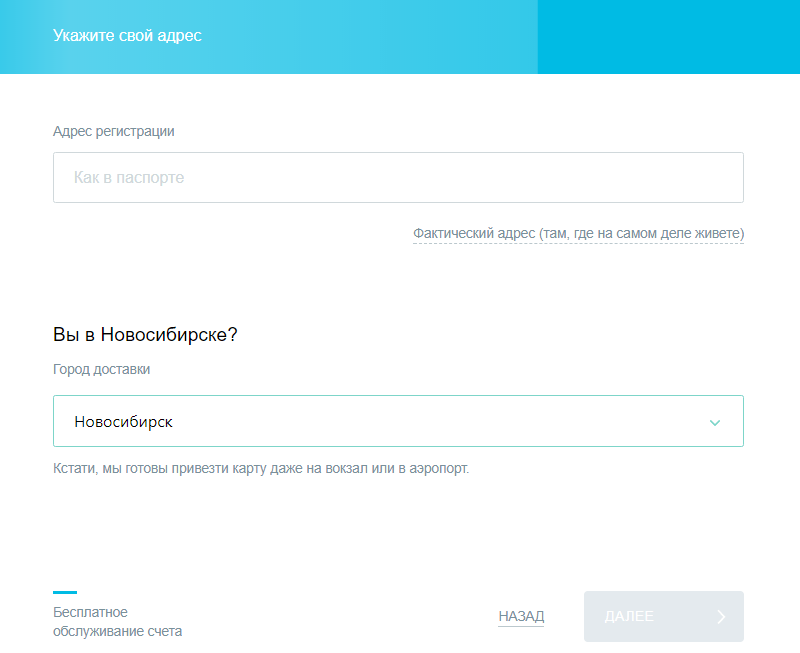 Укажите свой адрес
Адрес регистрации
Как в паспорте
Фактический адрес (там, где на самом деле живете)
Вы в Новосибирске?
Город доставки
Новосибирск
Кстати, мы готовы привезти карту даже на вокзал или в аэропорт.
Бесплатное
обслуживание счета
НАЗАД
ДАЛЕЕ